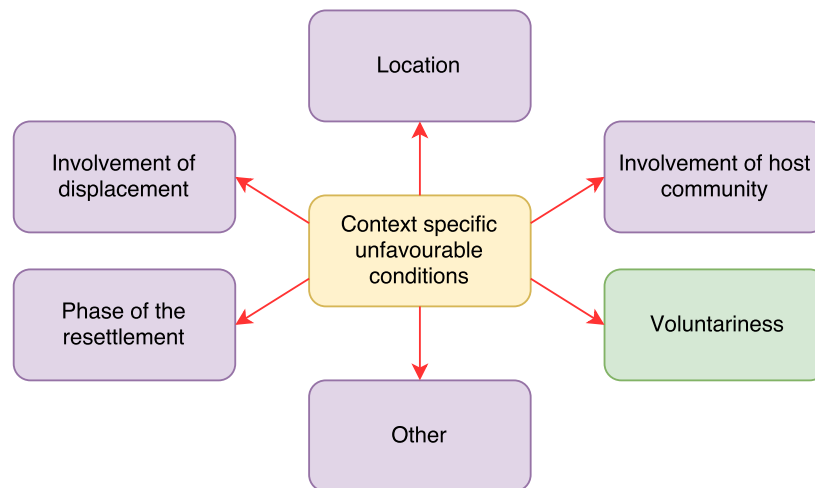 Location
Involvement of
displacement
Involvement of host
community
Context specific
unfavourable
conditions
Phase of the
resettlement
Voluntariness
Other